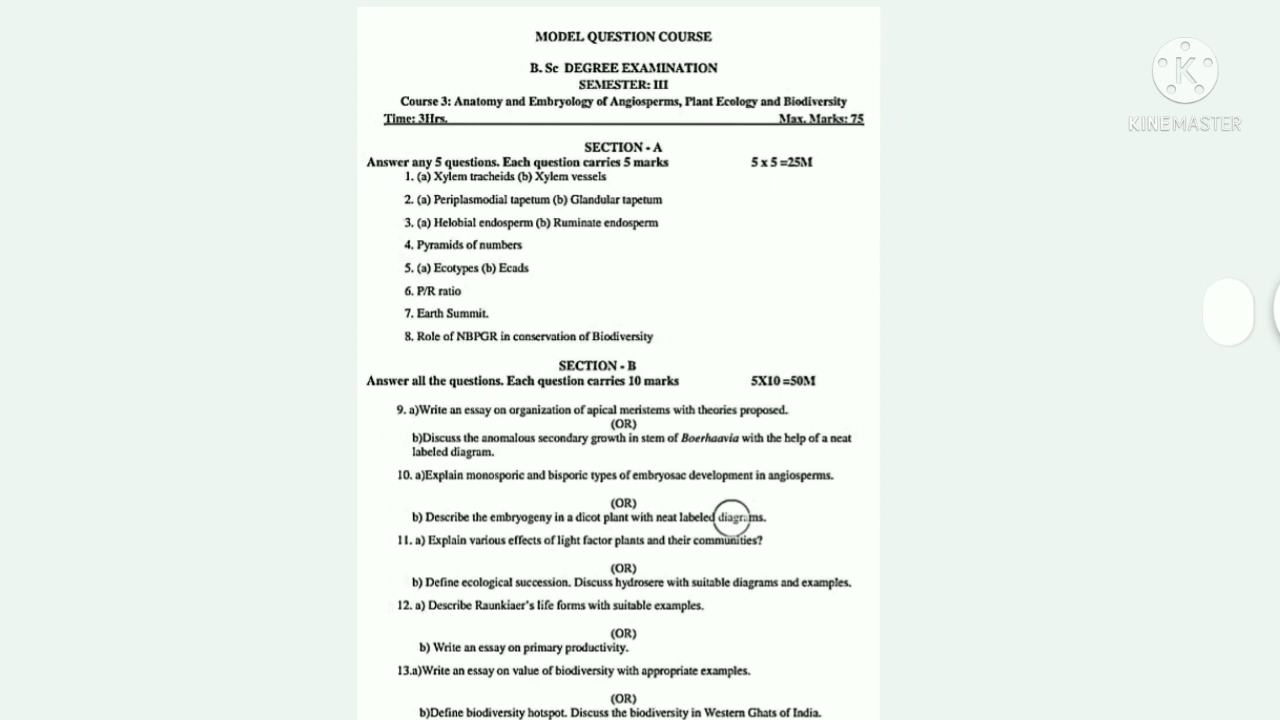 MODEL QUESTION COURSE
B. Sc DEGREE EXAMINATION
SEMESTER: III
Course 3: Anatomy and Embryology of Angiosperms, Plant Ecology and Biodiversity
Time: 3Hrs. Max. Marks: 75
SECTION - A
Answer any 5 questions. Each question carries 5 marks 5 x 5 =25M
1. (a) Xylem tracheids (b) Xylem vessels
2. (a) Periplasmodial tapetum (b) Glandular tapetum
3. (a) Helobial endosperm (b) Ruminate endosperm
4. Pyramids of numbers
5. (a) Ecotypes (b) Ecads
6. P/R ratio
7. Earth Summit.
8. Role of NBPGR in conservation of Biodiversity
SECTION - B
Answer all the questions. Each question carries 10 marks 5X10 =50M
9. a)Write an essay on organization of apical meristems with theories proposed.
(OR)
b)Discuss the anomalous secondary growth in stem of Boerhaavia with the help of a neat
labeled diagram.
10. a)Explain monosporic and bisporic types of embryosac development in angiosperms.
(OR)
b) Describe the embryogeny in a dicot plant with neat labeled diagrams.
11. a) Explain various effects of light factor plants and their communities?
(OR)
b) Define ecological succession. Discuss hydrosere with suitable diagrams and examples.
12. a) Describe Raunkiaer's life forms with suitable examples.
(OR)
b) Write an essay on primary productivity.
13.a)Write an essay on value of biodiversity with appropriate examples.
(OR)
b)Define biodiversity hotspot. Discuss the biodiversity in Western Ghats of India.
K
KINEMASTER